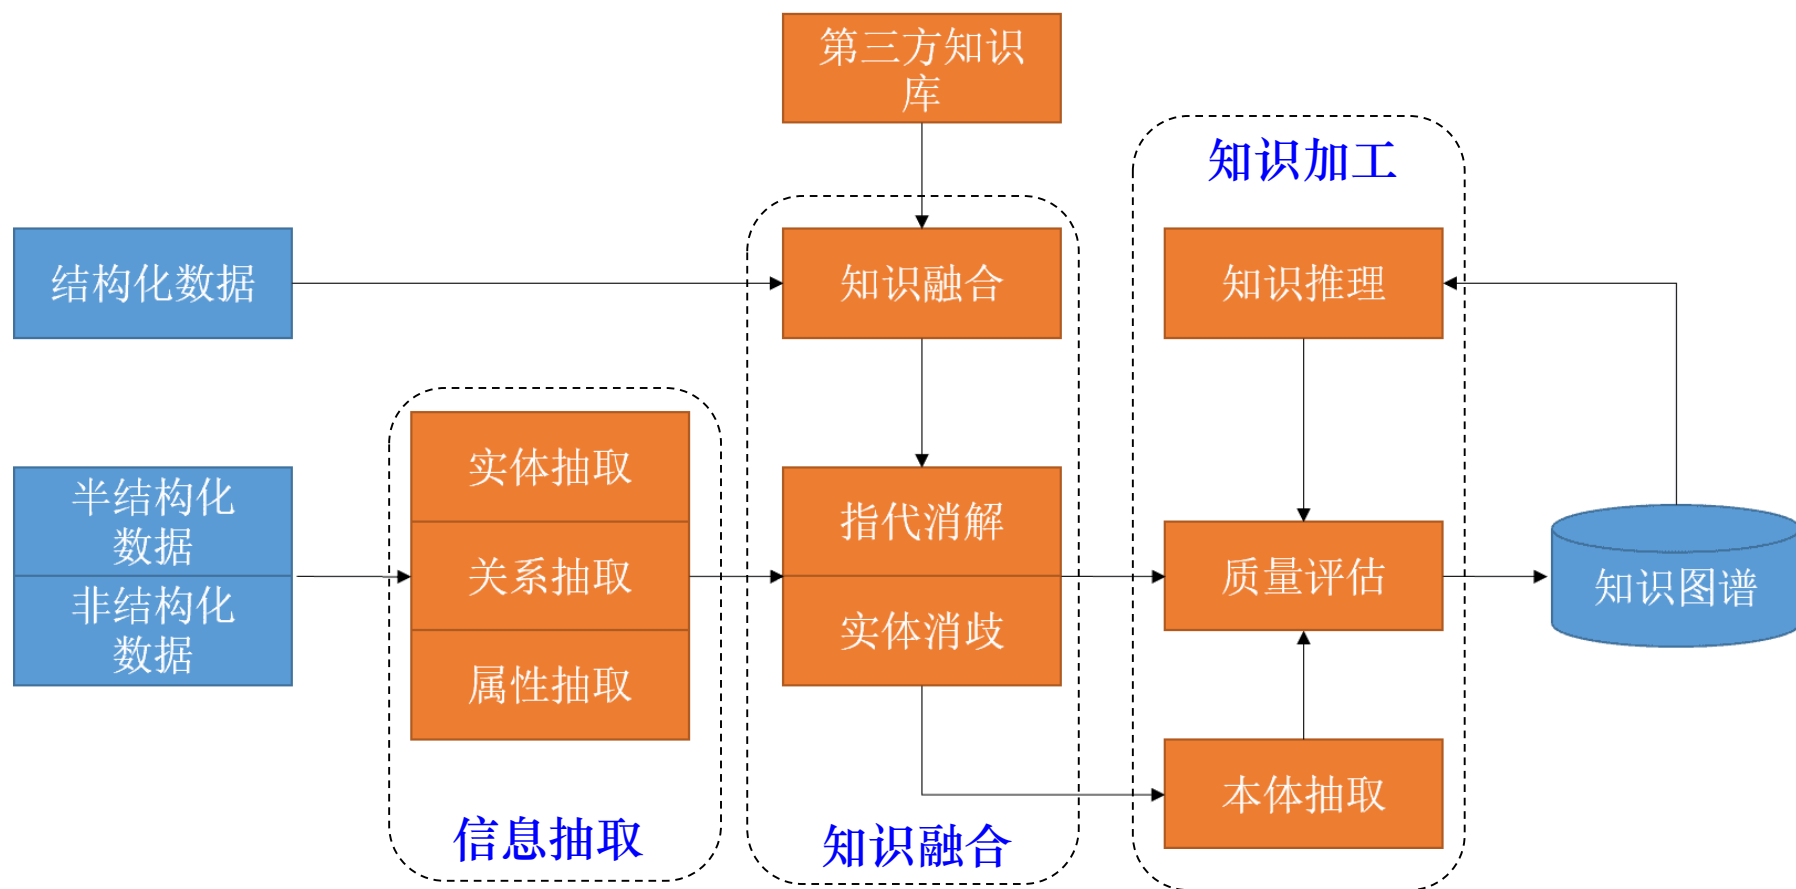 第三方知识
库
知识加工
结构化数据
知识融合
知识推理
实体抽取
半结构化
数据
指代消解
关系抽取
质量评估
知识图谱
非结构化
数据
实体消歧
属性抽取
本体抽取
信息抽取
知识融合